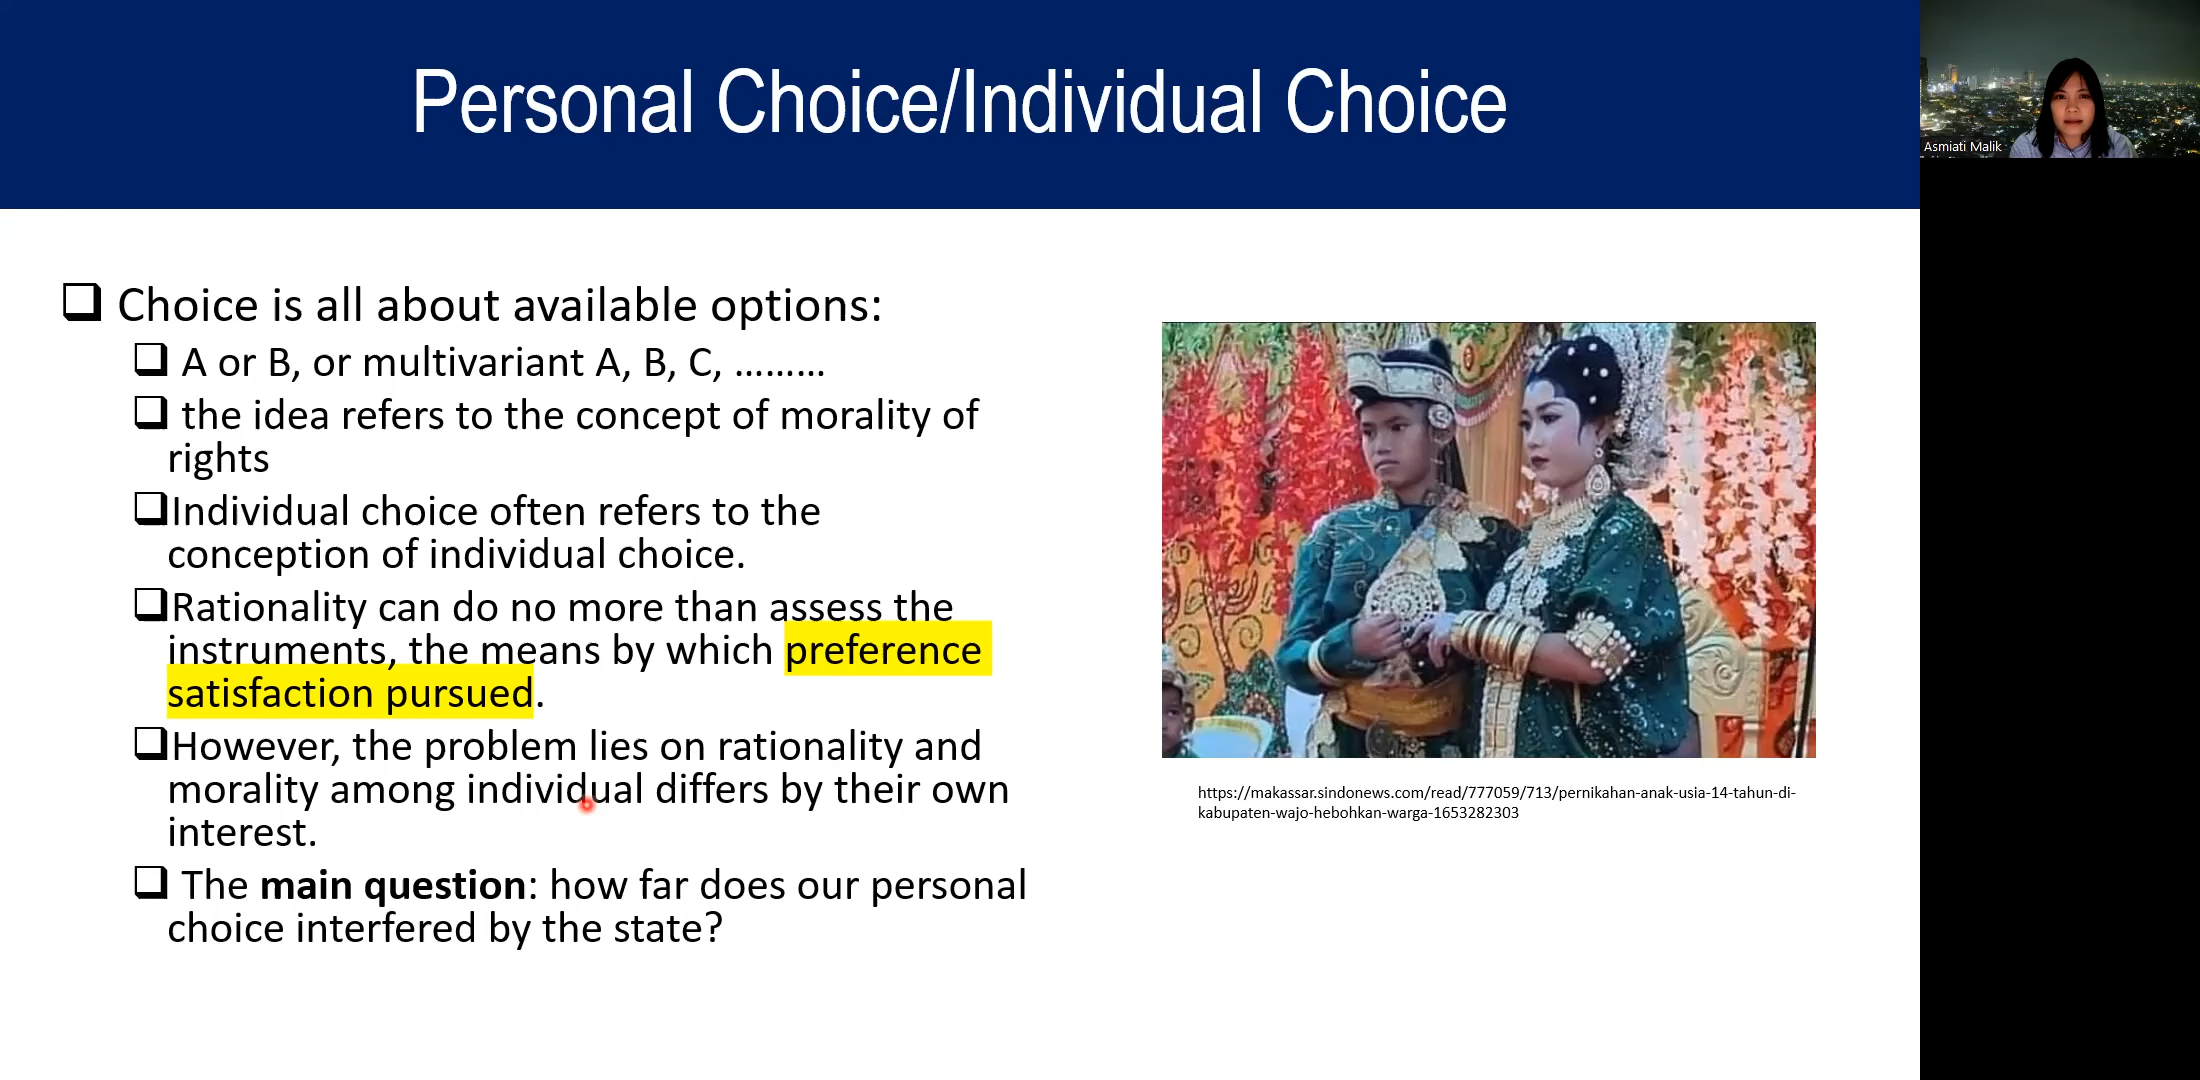 Personal Choice/Individual Choice
Asmiati Malik
Choice is all about available options:
A or B, or multivariant A, B, C, ………
the idea refers to the concept of morality of
rights
Individual choice often refers to the
conception of individual choice.
Rationality can do no more than assess the
instruments, the means by which preference
satisfaction pursued.
However, the problem lies on rationality and
morality among individual differs by their own
interest.
The main question: how far does our personal
choice interfered by the state?
https://makassar.sindonews.com/read/777059/713/pernikahan-anak-usia-14-tahun-di-
kabupaten-wajo-hebohkan-warga-1653282303